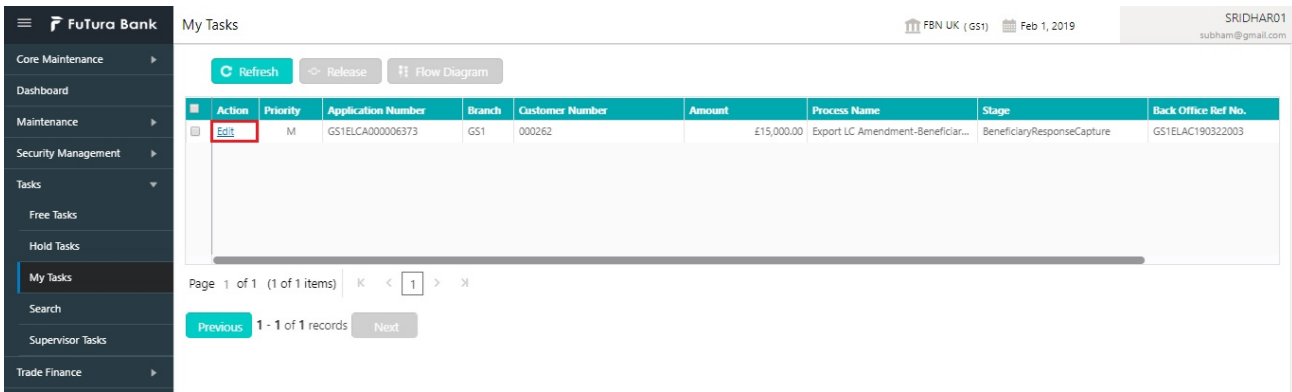 FuTura Bank
My Tasks
FBN UK (GS1)
Feb 1, 2019
SRIDHAR01
subham@gmail.com
Core Maintenance
Dashboard
Maintenance
Security Management
Tasks
Free Tasks
Hold Tasks
My Tasks
Search
Supervisor Tasks
Trade Finance
Refresh Release Flow Diagram
Action Priority Application Number Branch Customer Number Amount Process Name Stage Back Office Ref No.
Edit M GS1ELCA000006373 GS1 000262 £15,000.00 Export LC Amendment-Beneficiar... BeneficiaryResponseCapture GS1ELAC190322003
Page 1 of 1 (1 of 1 items) 1
Previous 1 - 1 of 1 records Next